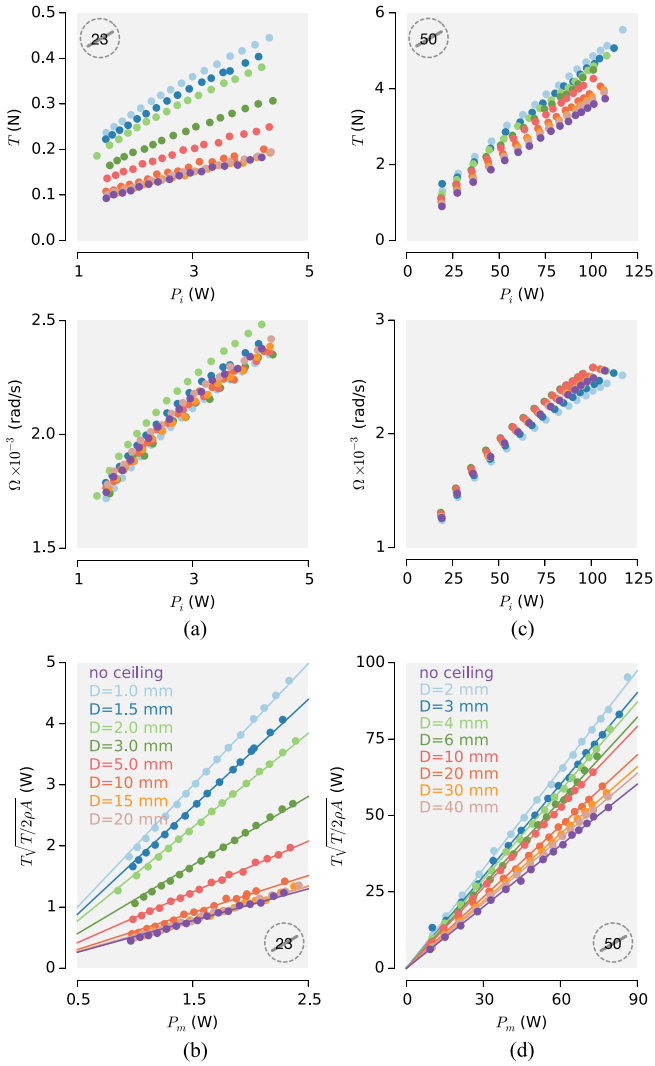 0.5
0.4
0.3
0.2
0.1
0.0
T (N)
23
1
3
5
P_i (W)
6
4
2
0
T (N)
50
0
25
50
75
100
125
P_i (W)
2.5
2.0
1.5
Ω ×10⁻³ (rad/s)
1
3
5
P_i (W)
(a)
3
2
1
Ω ×10⁻³ (rad/s)
0
25
50
75
100
125
P_i (W)
(c)
5
4
3
2
1
0
T√T/2ρA (W)
no ceiling
D=1.0 mm
D=1.5 mm
D=2.0 mm
D=3.0 mm
D=5.0 mm
D=10 mm
D=15 mm
D=20 mm
23
0.5
1.5
2.5
P_m (W)
(b)
100
75
50
25
0
T√T/2ρA (W)
no ceiling
D=2 mm
D=3 mm
D=4 mm
D=6 mm
D=10 mm
D=20 mm
D=30 mm
D=40 mm
50
0
30
60
90
P_m (W)
(d)